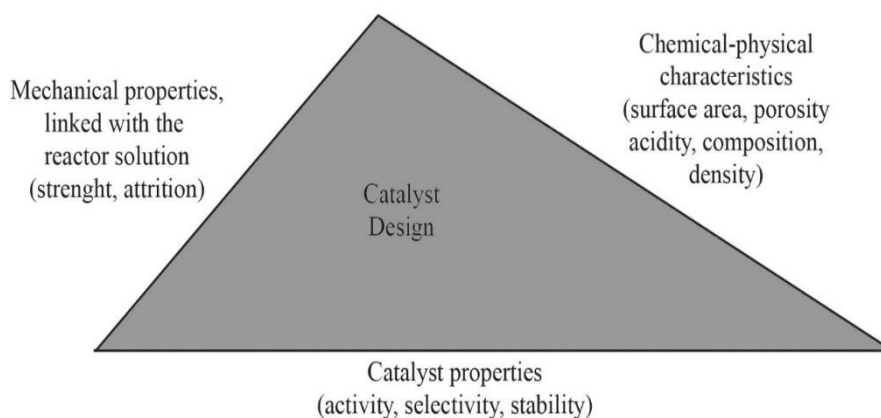 Mechanical properties,
linked with the
reactor solution
(strenght, attrition)
Chemical-physical
characteristics
(surface area, porosity
acidity, composition,
density)
Catalyst
Design
Catalyst properties
(activity, selectivity, stability)